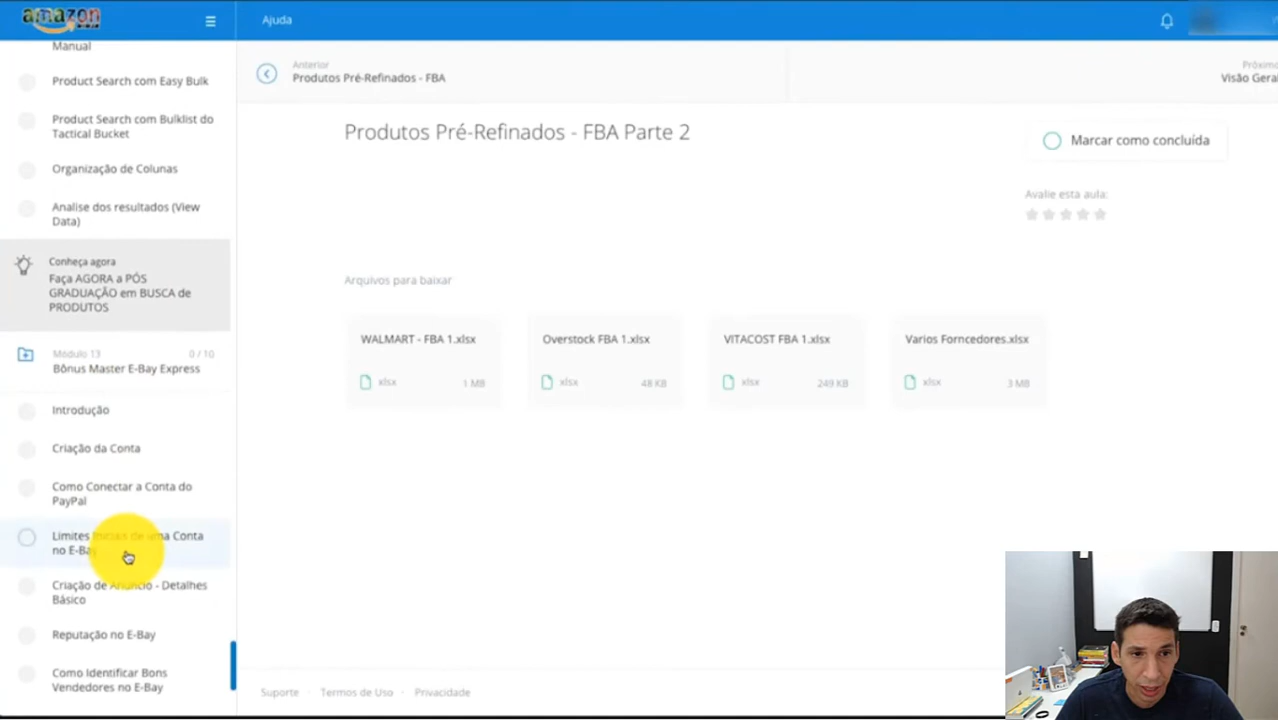 amazon
Ajuda
Manual
Product Search com Easy Bulk
Product Search com Bulklist do
Tactical Bucket
Organização de Colunas
Analise dos resultados (View
Data)
Conheça agora
Faça AGORA a PÓS
GRADUAÇÃO em BUSCA de
PRODUTOS
Módulo 13
0 / 10
Bônus Master E-Bay Express
Introdução
Criação da Conta
Como Conectar a Conta do
PayPal
Limites Iniciais de uma Conta
no E-Bay
Criação de Anuncio - Detalhes
Básico
Reputação no E-Bay
Como Identificar Bons
Vendedores no E-Bay
Anterior
Produtos Pré-Refinados - FBA
Próximo
Visão Geral
Produtos Pré-Refinados - FBA Parte 2
Marcar como concluída
Avalie esta aula:
Arquivos para baixar
WALMART - FBA 1.xlsx
xlsx
1 MB
Overstock FBA 1.xlsx
xlsx
48 KB
VITACOST FBA 1.xlsx
xlsx
249 KB
Varios Forncedores.xlsx
xlsx
3 MB
Suporte · Termos de Uso · Privacidade